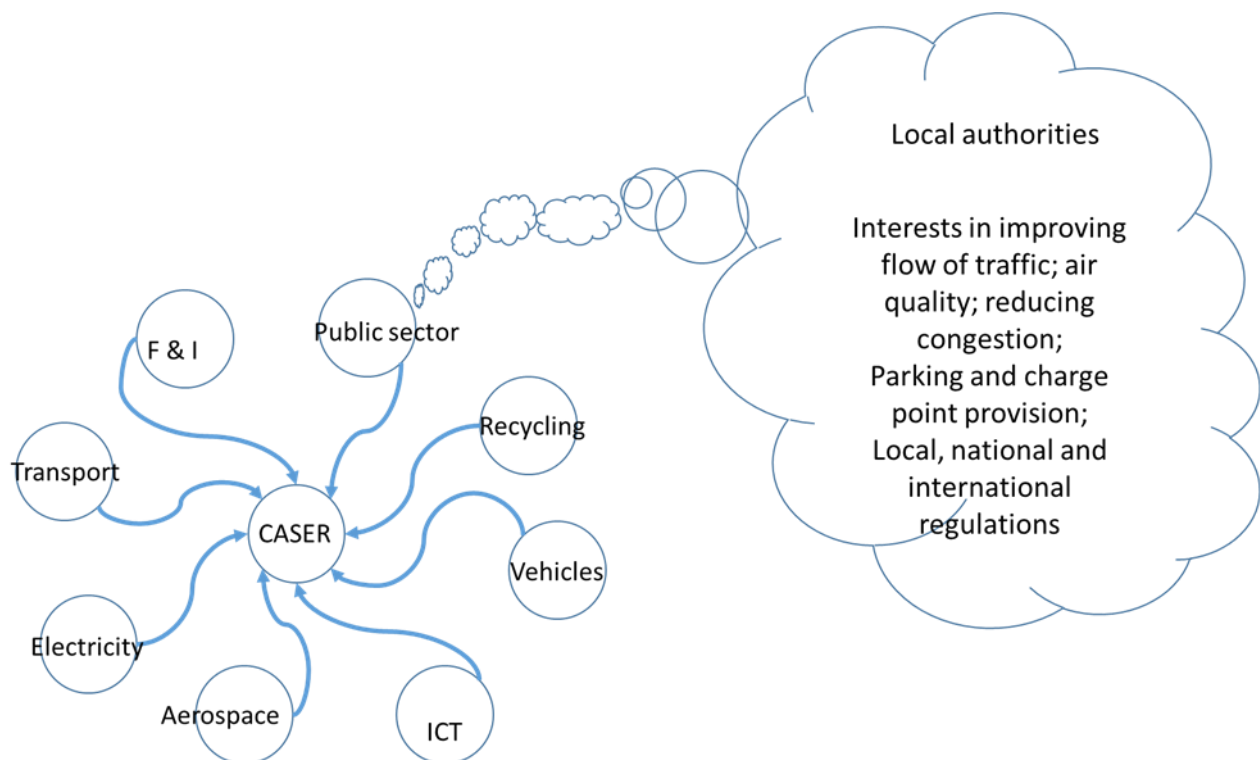 Local authorities
Interests in improving
flow of traffic; air
quality; reducing
congestion;
Parking and charge
point provision;
Local, national and
international
regulations
Public sector
F & I
Recycling
Transport
CASER
Vehicles
Electricity
Aerospace
ICT